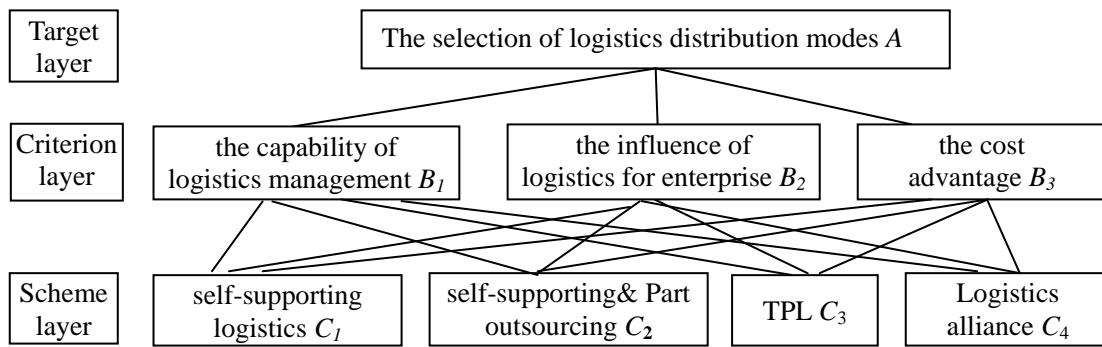 Target
layer
The selection of logistics distribution modes A
Criterion
layer
the capability of
logistics management B1
the influence of
logistics for enterprise B2
the cost
advantage B3
Scheme
layer
self-supporting
logistics C1
self-supporting& Part
outsourcing C2
TPL C3
Logistics
alliance C4